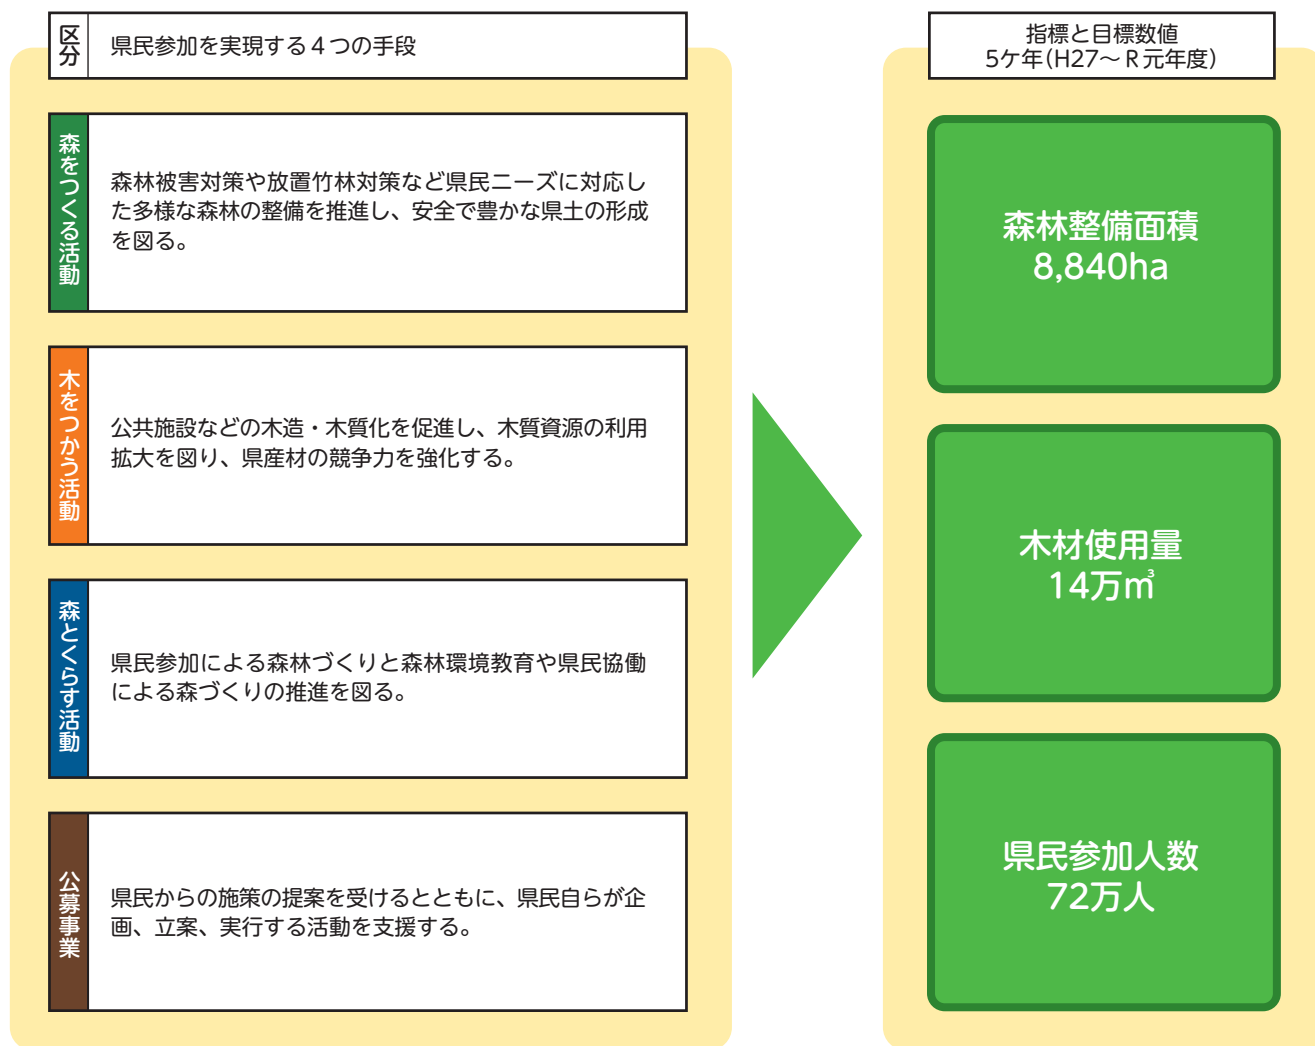 区分
県民参加を実現する4つの手段
森をつくる活動
森林被害対策や放置竹林対策など県民ニーズに対応し
た多様な森林の整備を推進し、安全で豊かな県土の形成
を図る。
木をつかう活動
公共施設などの木造・木質化を促進し、木質資源の利用
拡大を図り、県産材の競争力を強化する。
森とくらす活動
県民参加による森林づくりと森林環境教育や県民協働
による森づくりの推進を図る。
公募事業
県民からの施策の提案を受けるとともに、県民自らが企
画、立案、実行する活動を支援する。
指標と目標数値
5ケ年(H27～R元年度)
森林整備面積
8,840ha
木材使用量
14万㎥
県民参加人数
72万人